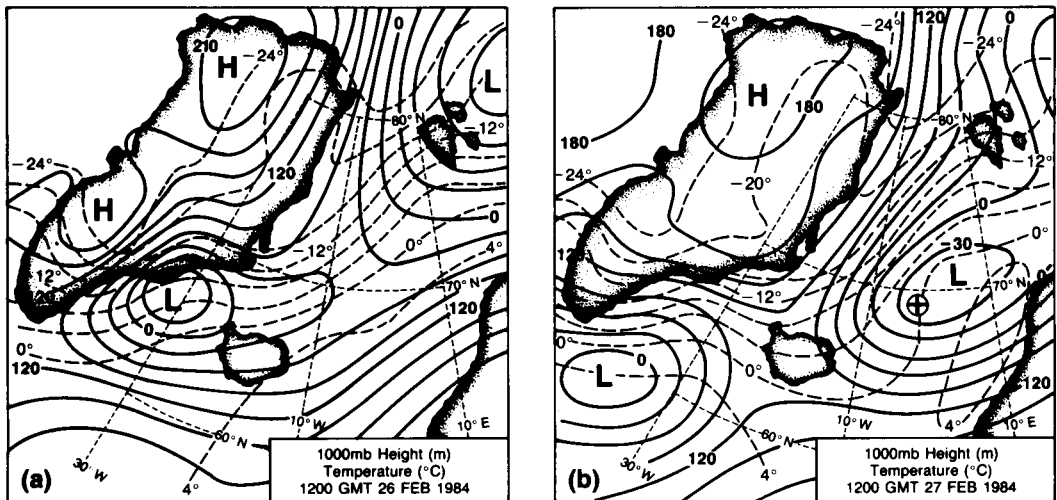 210
0
120
H
-24°
L
80° N
-12°
-24°
120
H
0
12°
12°
0°
4°
L
70° N
120
0
0°
120
10° W
10° E
60° N
(a)
30° W
4°
1000mb Height (m)
Temperature (°C)
1200 GMT 26 FEB 1984
180
-24°
120
0
-24°
H
180
80° N
180
12°
-24°
-20°
0
0°
-30
12°
L
70° N
0°
-12°
0°
0
L
0°
120
10° W
4°
10° E
60° N
120
(b)
30° W
4°
1000mb Height (m)
Temperature (°C)
1200 GMT 27 FEB 1984